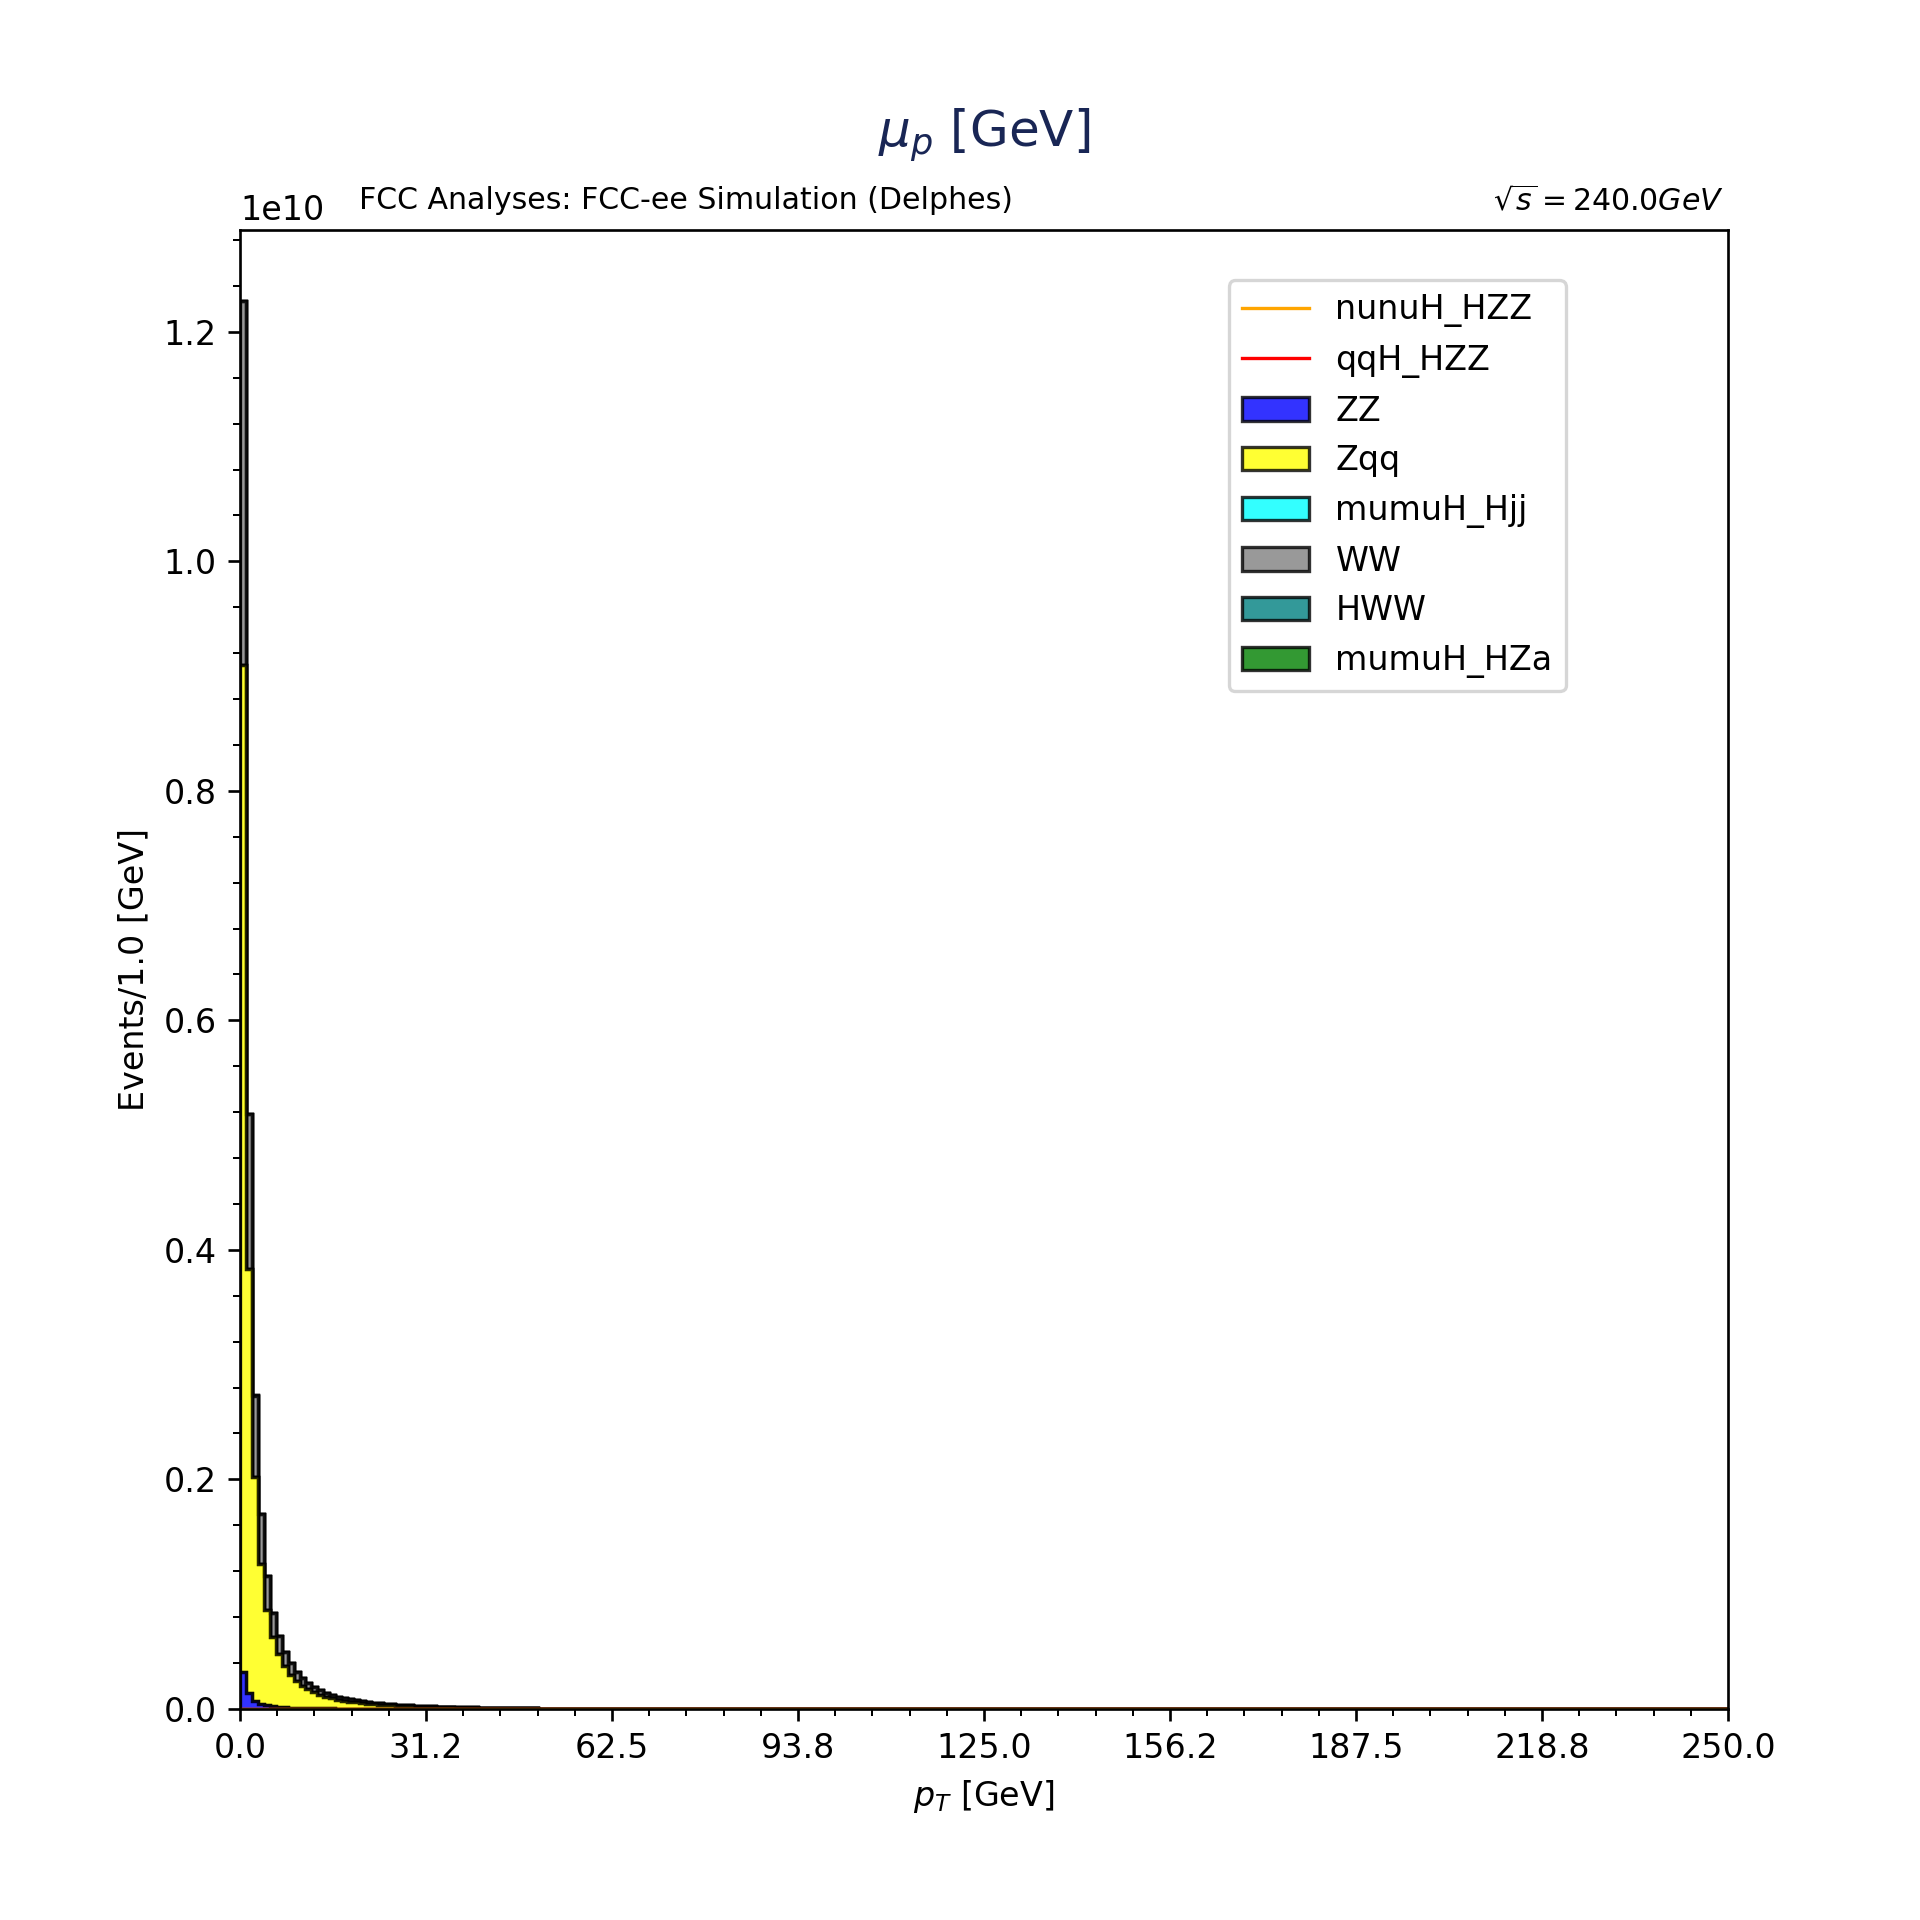 μp [GeV]
1e10 FCC Analyses: FCC-ee Simulation (Delphes) √s = 240.0GeV
nunuH_HZZ
qqH_HZZ
ZZ
Zqq
mumuH_Hjj
WW
HWW
mumuH_HZa
1.2
1.0
0.8
0.6
0.4
0.2
0.0
Events/1.0 [GeV]
0.0 31.2 62.5 93.8 125.0 156.2 187.5 218.8 250.0
pT [GeV]